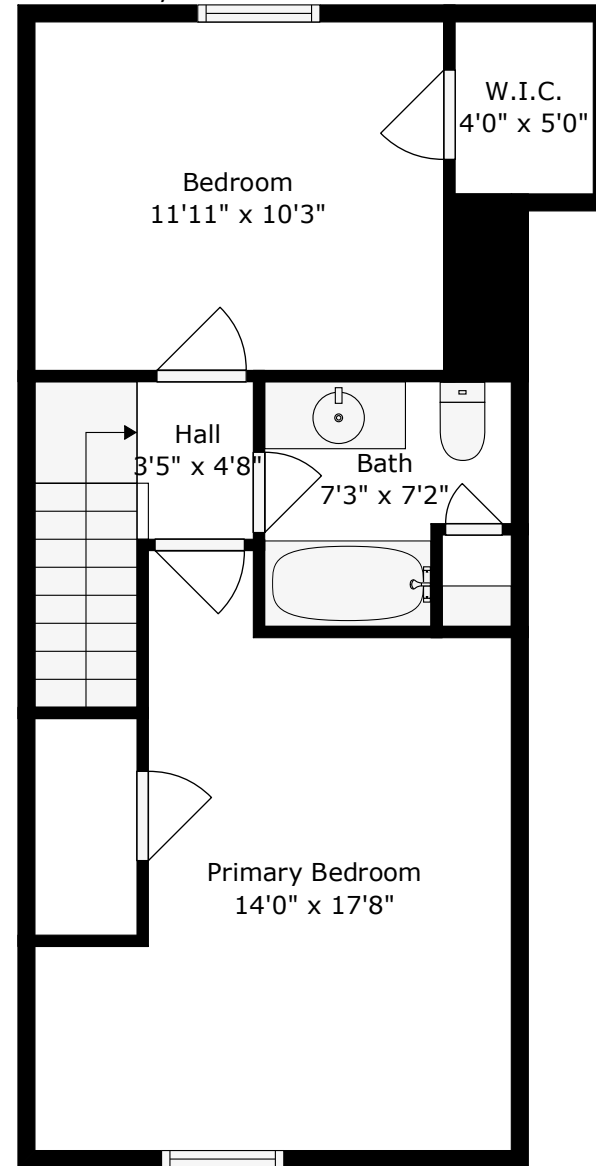 W.I.C.
4'0" x 5'0"
Bedroom
11'11" x 10'3"
Hall
3'5" x 4'8"
Bath
7'3" x 7'2"
Primary Bedroom
14'0" x 17'8"